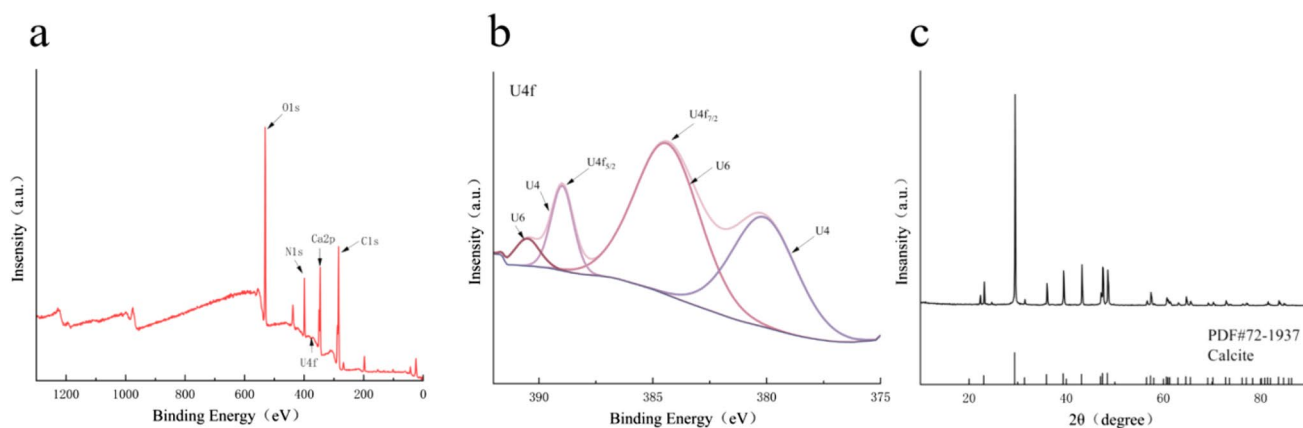 a
O1s
N1s
Ca2p
C1s
U4f
Insensity（a.u.）
1200
1000
800
600
400
200
0
Binding Energy（eV）
b
U4f
U4f7/2
U6
U4f5/2
U4
U6
U4
Insensity（a.u.）
390
385
380
375
Binding Energy（eV）
c
Insansity（a.u.）
PDF#72-1937
Calcite
20
40
60
80
2θ（degree）